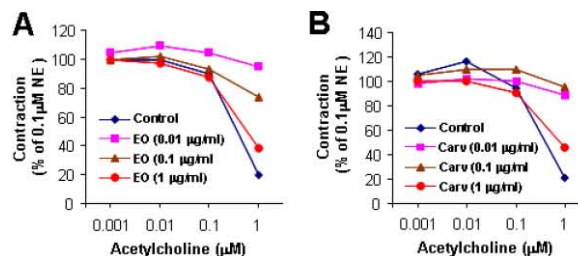 A
120
100
80
60
40
20
0
Contraction
(% of 0.1µM NE )
Control
EO (0.01 µg/ml)
EO (0.1 µg/ml
EO (1 µg/ml)
0.001 0.01 0.1 1
Acetylcholine (µM)
B
140
120
100
80
60
40
20
0
Contraction
(% of 0.1µM NE )
Control
Carv (0.01 µg/ml)
Carv (0.1 µg/ml
Carv (1 µg/ml)
0.001 0.01 0.1 1
Acetylcholine (µM)